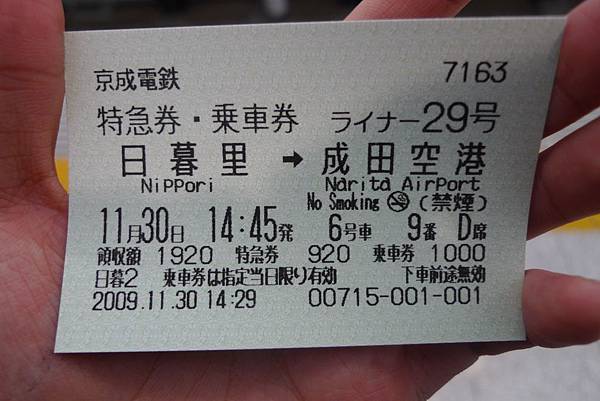 京成電鉄 7163
特急券・乗車券 ライナー29号
日暮里 → 成田空港
NiPPori Narita AirPort
No Smoking (禁煙)
11月30日 14:45発 6号車 9番 D席
領収額 1920 特急券 920 乗車券 1000
日暮2 乗車券は指定当日限り有効 下車前途無効
2009.11.30 14:29 00715-001-001